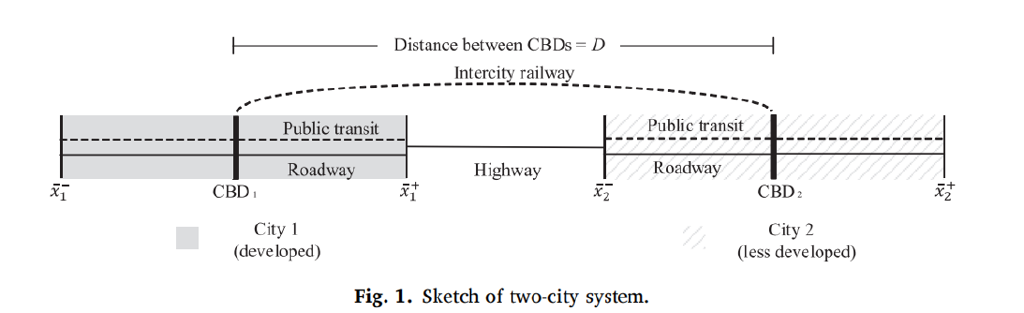 Distance between CBDs = D
Intercity railway
Public transit
Public transit
Roadway
Highway
Roadway
x̄₁⁻
CBD₁
x̄₁⁺
x̄₂⁻
CBD₂
x̄₂⁺
City 1
(developed)
City 2
(less developed)
Fig. 1. Sketch of two-city system.